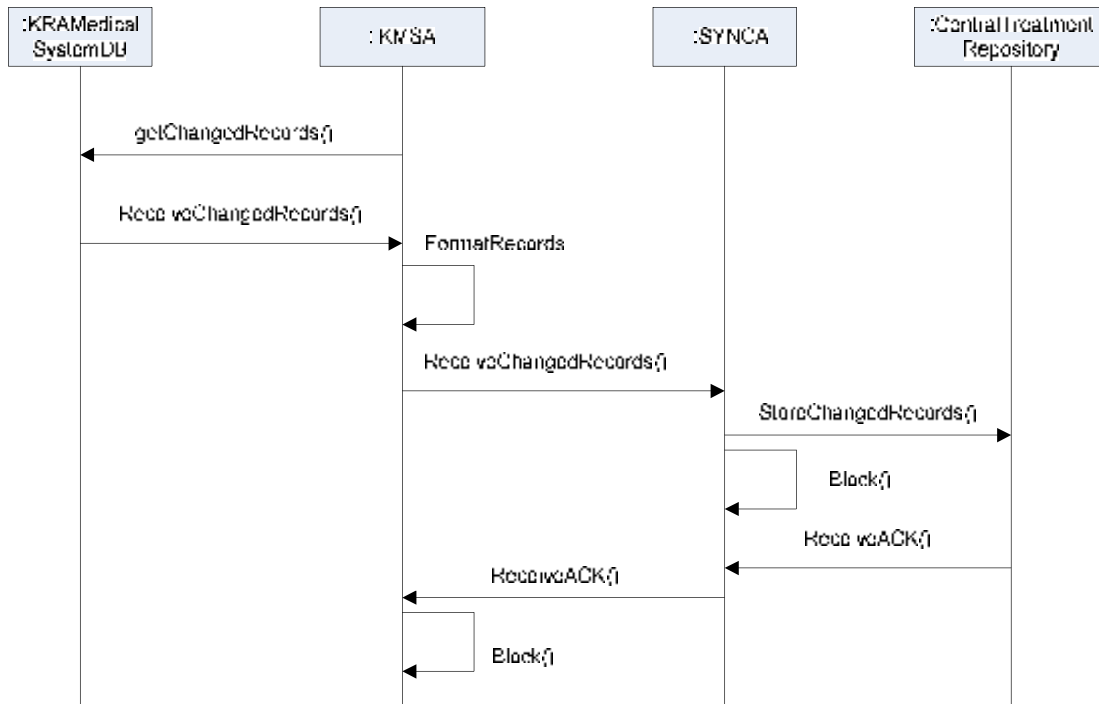 :KRAMedical
SystemDB
: KMSA
:SYNCA
:CentralTreatment
Repository
getChangedRecords()
ReceiveChangedRecords()
FormatRecords
ReceiveChangedRecords()
StoreChangedRecords()
Block()
ReceiveACK()
ReceiveACK()
Block()